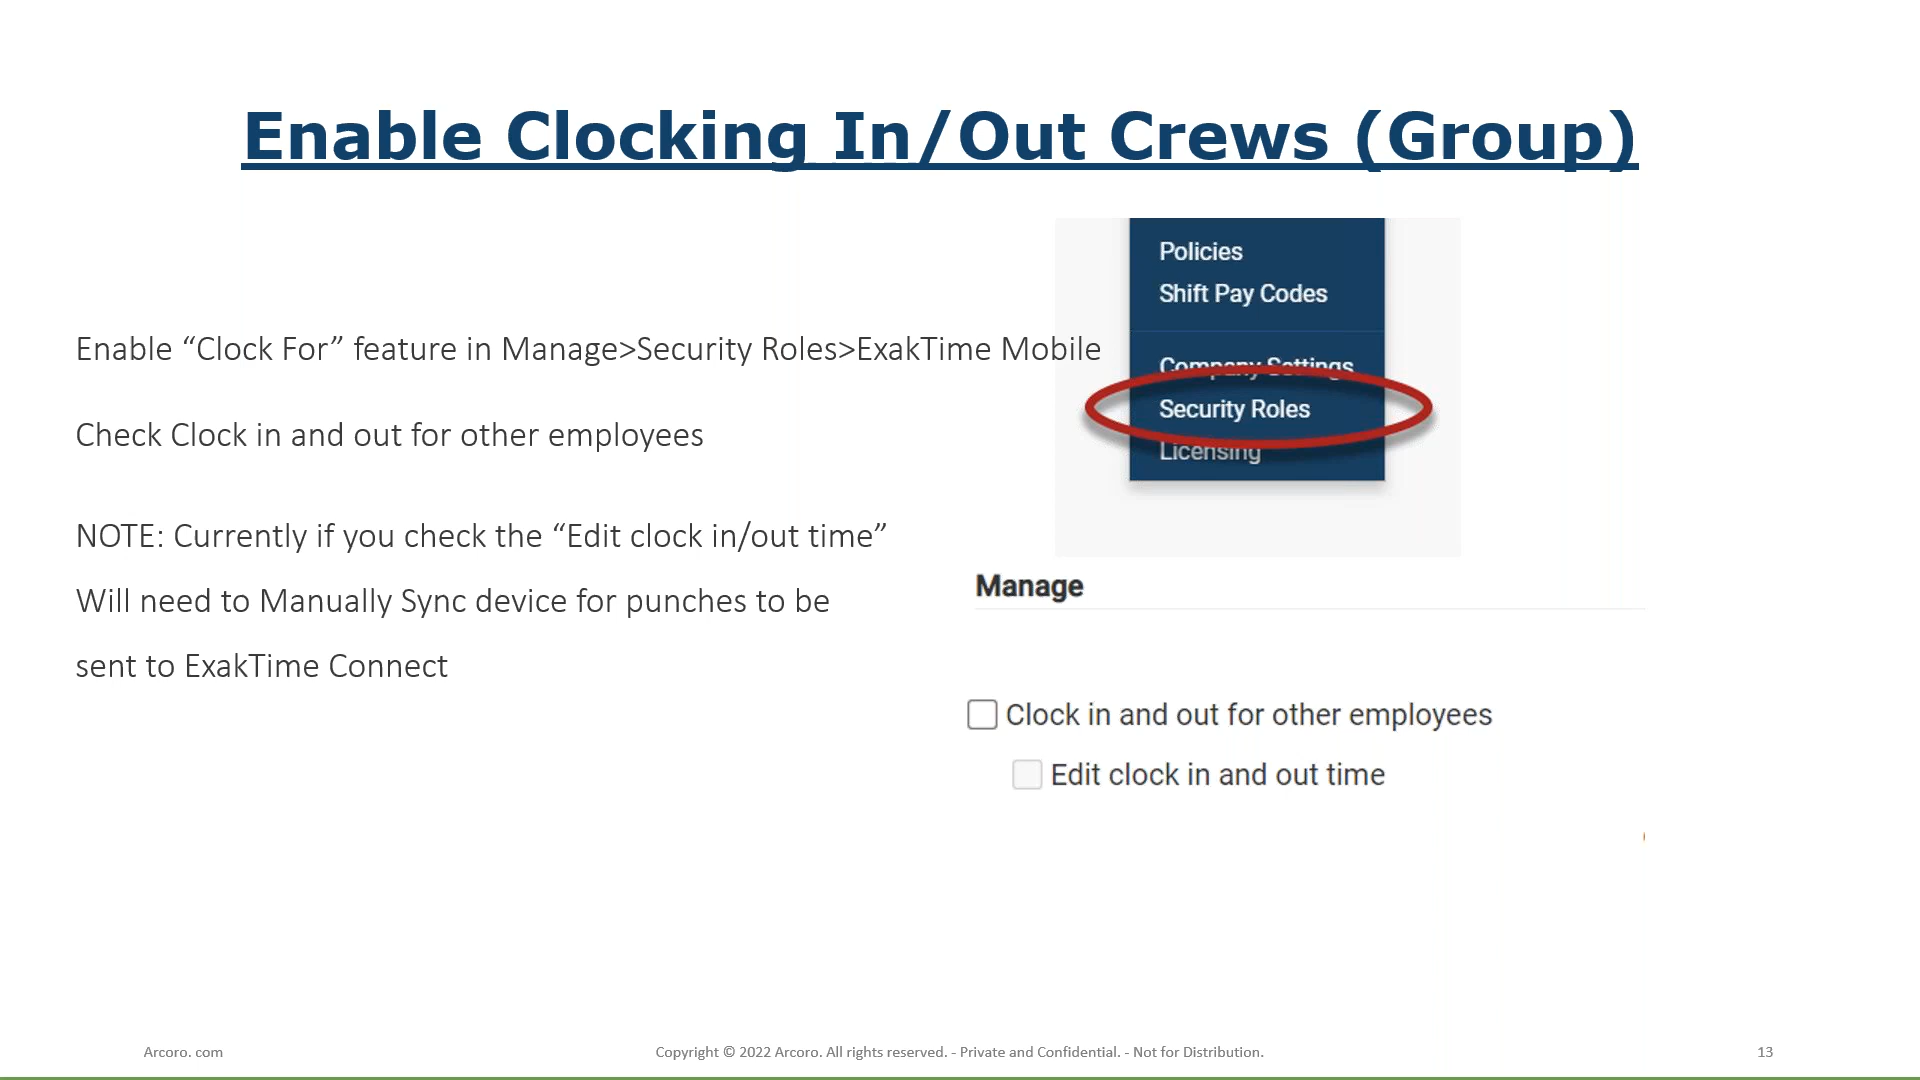 Enable Clocking In/Out Crews (Group)
Policies
Shift Pay Codes
Enable “Clock For” feature in Manage>Security Roles>ExakTime Mobile
Company Settings
Security Roles
Licensing
Check Clock in and out for other employees
NOTE: Currently if you check the “Edit clock in/out time”
Will need to Manually Sync device for punches to be
sent to ExakTime Connect
Manage
Clock in and out for other employees
Edit clock in and out time
Arcoro. com
Copyright © 2022 Arcoro. All rights reserved. - Private and Confidential. - Not for Distribution.
13